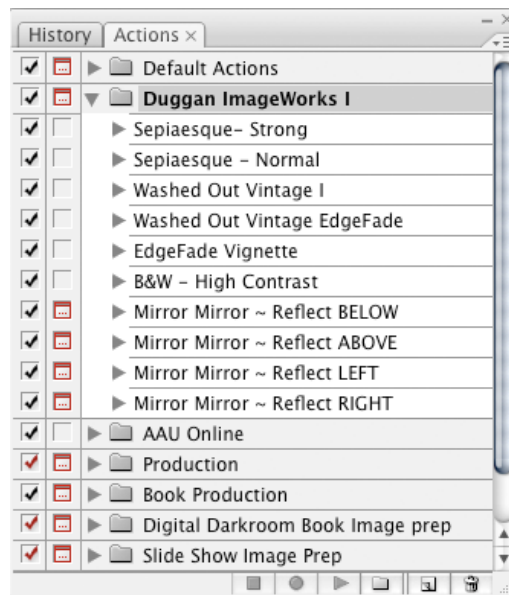 History Actions ×
Default Actions
Duggan ImageWorks I
Sepiaesque– Strong
Sepiaesque – Normal
Washed Out Vintage I
Washed Out Vintage EdgeFade
EdgeFade Vignette
B&W – High Contrast
Mirror Mirror ~ Reflect BELOW
Mirror Mirror ~ Reflect ABOVE
Mirror Mirror ~ Reflect LEFT
Mirror Mirror ~ Reflect RIGHT
AAU Online
Production
Book Production
Digital Darkroom Book Image prep
Slide Show Image Prep